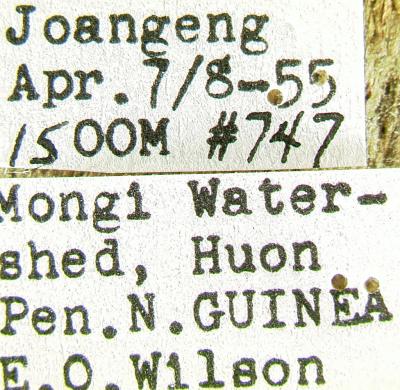 Joangeng
Apr. 7/8-55
1500M #747
Mongi Water-
shed, Huon
Pen.N.GUINEA
E.O.Wilson